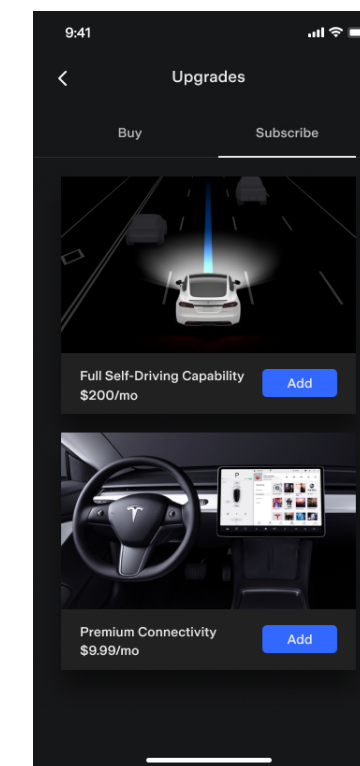 9:41
Upgrades
Buy
Subscribe
Full Self-Driving Capability
$200/mo
Add
P
Premium Connectivity
$9.99/mo
Add